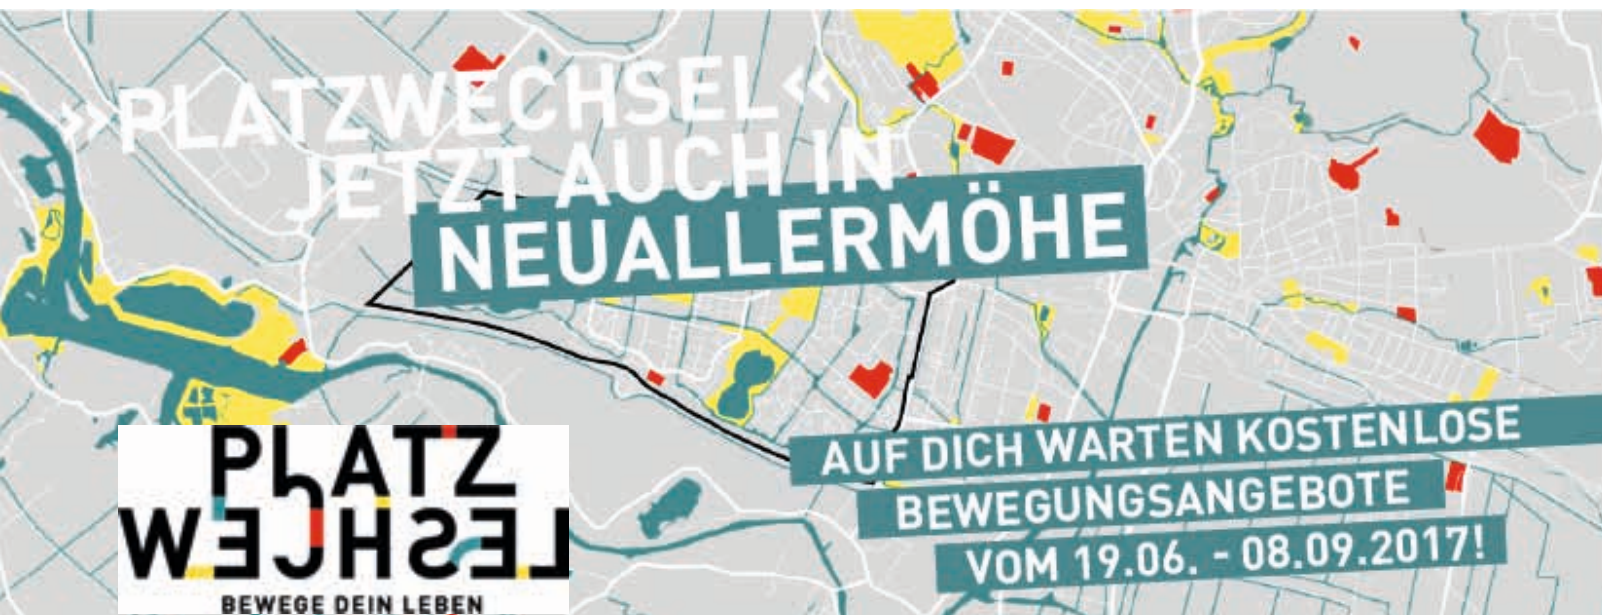 »PLATZWECHSEL«
JETZT AUCH IN
NEUALLERMÖHE
AUF DICH WARTEN KOSTENLOSE
BEWEGUNGSANGEBOTE
VOM 19.06. - 08.09.2017!
PLATZ
WECHSEL
BEWEGE DEIN LEBEN